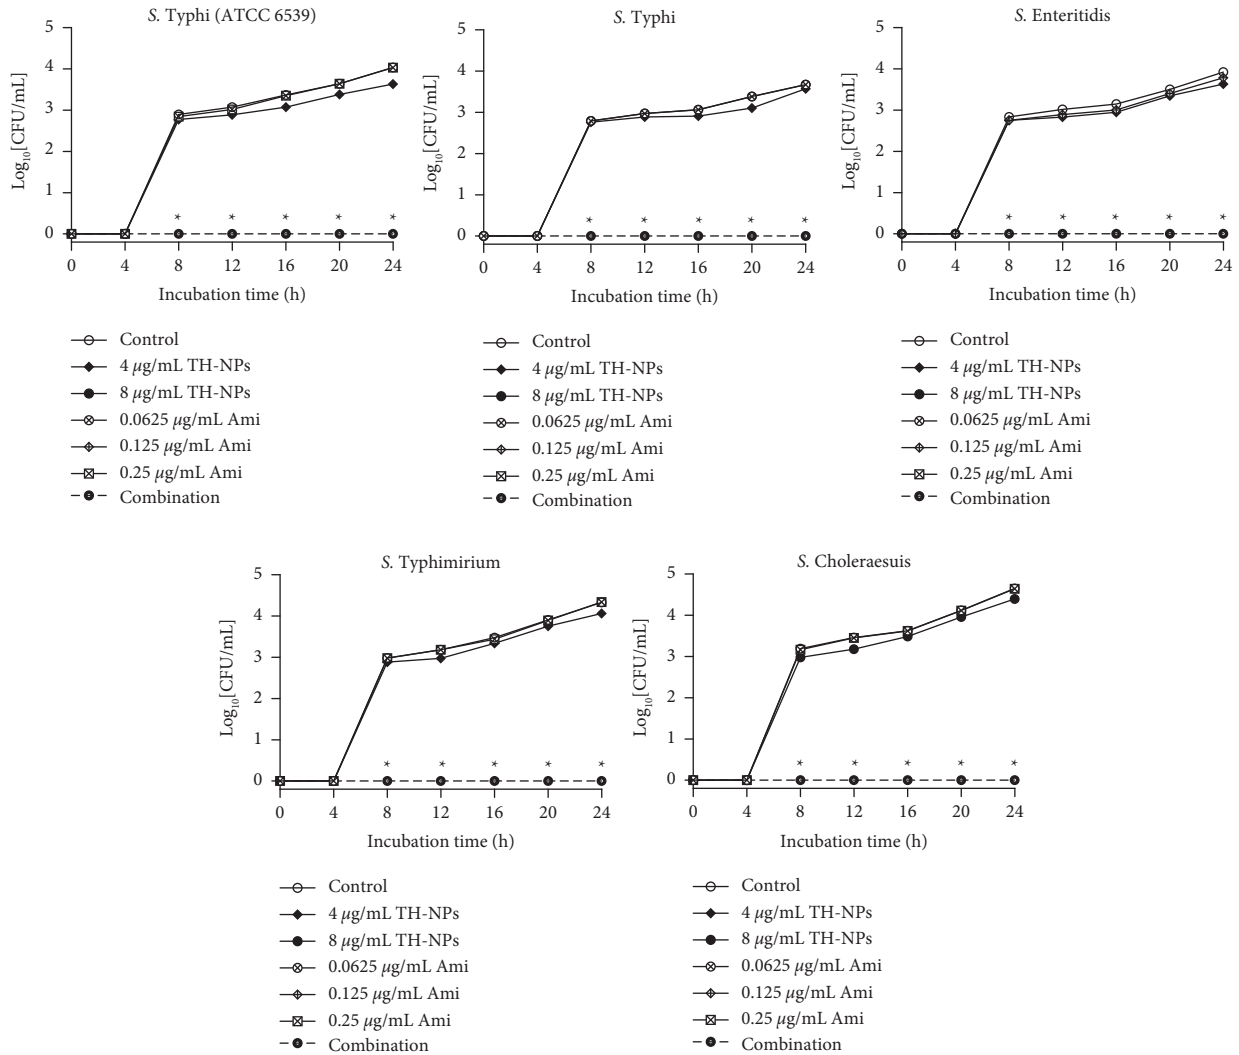 S. Typhi (ATCC 6539)
5
4
3
2
1
0
Log10[CFU/mL]
* * * * *
0 4 8 12 16 20 24
Incubation time (h)
Control
4 μg/mL TH-NPs
8 μg/mL TH-NPs
0.0625 μg/mL Ami
0.125 μg/mL Ami
0.25 μg/mL Ami
Combination
S. Typhi
5
4
3
2
1
0
Log10[CFU/mL]
* * * * *
0 4 8 12 16 20 24
Incubation time (h)
Control
4 μg/mL TH-NPs
8 μg/mL TH-NPs
0.0625 μg/mL Ami
0.125 μg/mL Ami
0.25 μg/mL Ami
Combination
S. Enteritidis
5
4
3
2
1
0
Log10[CFU/mL]
* * * * *
0 4 8 12 16 20 24
Incubation time (h)
Control
4 μg/mL TH-NPs
8 μg/mL TH-NPs
0.0625 μg/mL Ami
0.125 μg/mL Ami
0.25 μg/mL Ami
Combination
S. Typhimirium
5
4
3
2
1
0
Log10[CFU/mL]
* * * * *
0 4 8 12 16 20 24
Incubation time (h)
Control
4 μg/mL TH-NPs
8 μg/mL TH-NPs
0.0625 μg/mL Ami
0.125 μg/mL Ami
0.25 μg/mL Ami
Combination
S. Choleraesuis
5
4
3
2
1
0
Log10[CFU/mL]
* * * * *
0 4 8 12 16 20 24
Incubation time (h)
Control
4 μg/mL TH-NPs
8 μg/mL TH-NPs
0.0625 μg/mL Ami
0.125 μg/mL Ami
0.25 μg/mL Ami
Combination